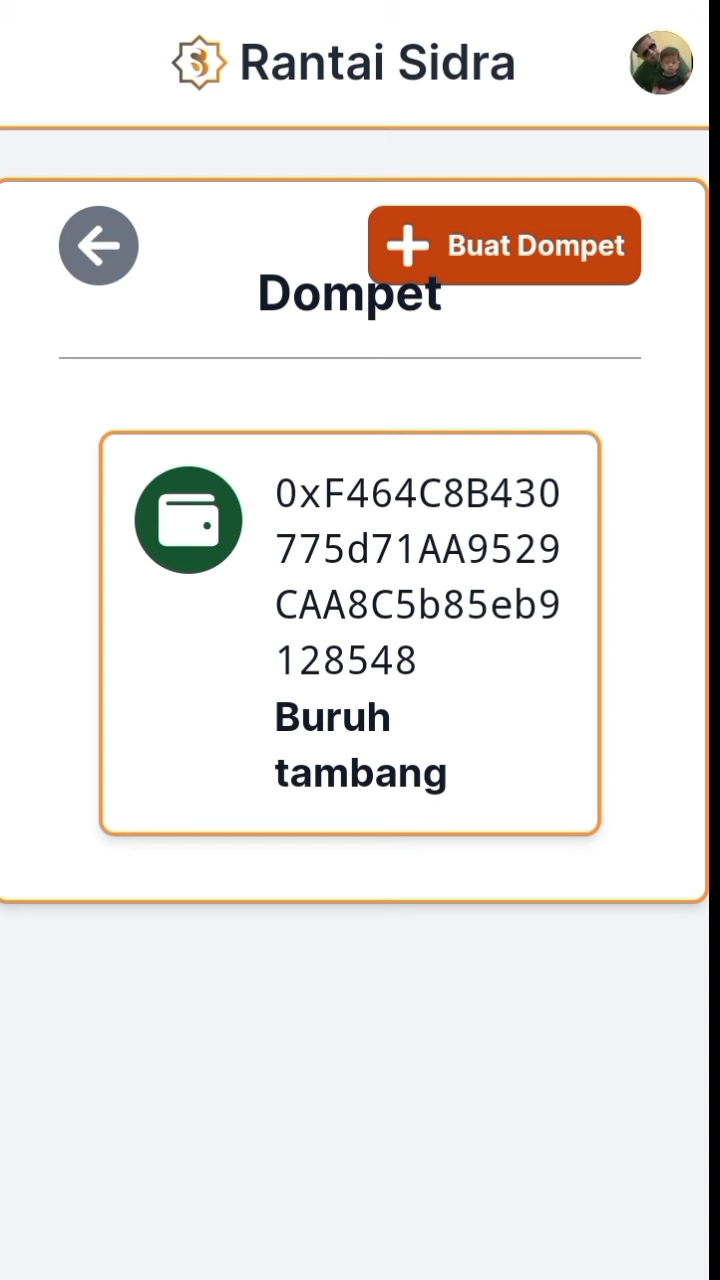 Rantai Sidra
Buat Dompet
Dompet
0xF464C8B430
775d71AA9529
CAA8C5b85eb9
128548
Buruh
tambang